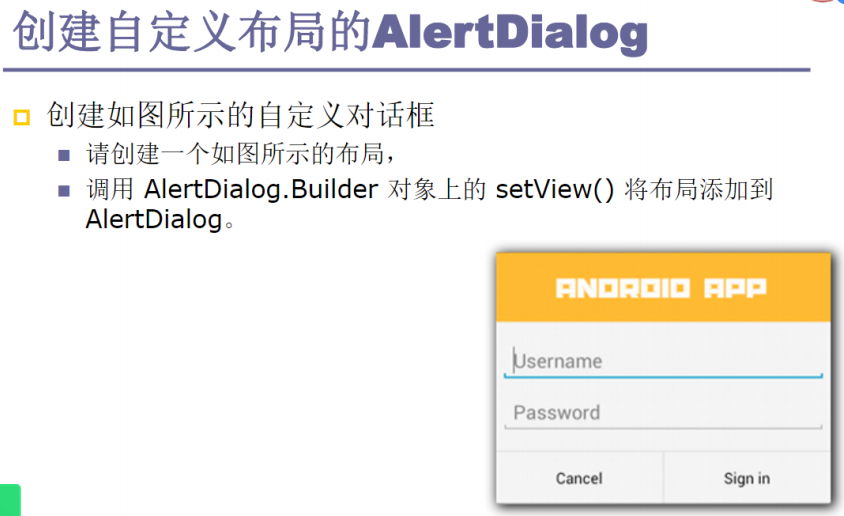 创建自定义布局的AlertDialog
创建如图所示的自定义对话框
请创建一个如图所示的布局，
调用 AlertDialog.Builder 对象上的 setView() 将布局添加到
AlertDialog。
ANDROID APP
Username
Password
Cancel Sign in